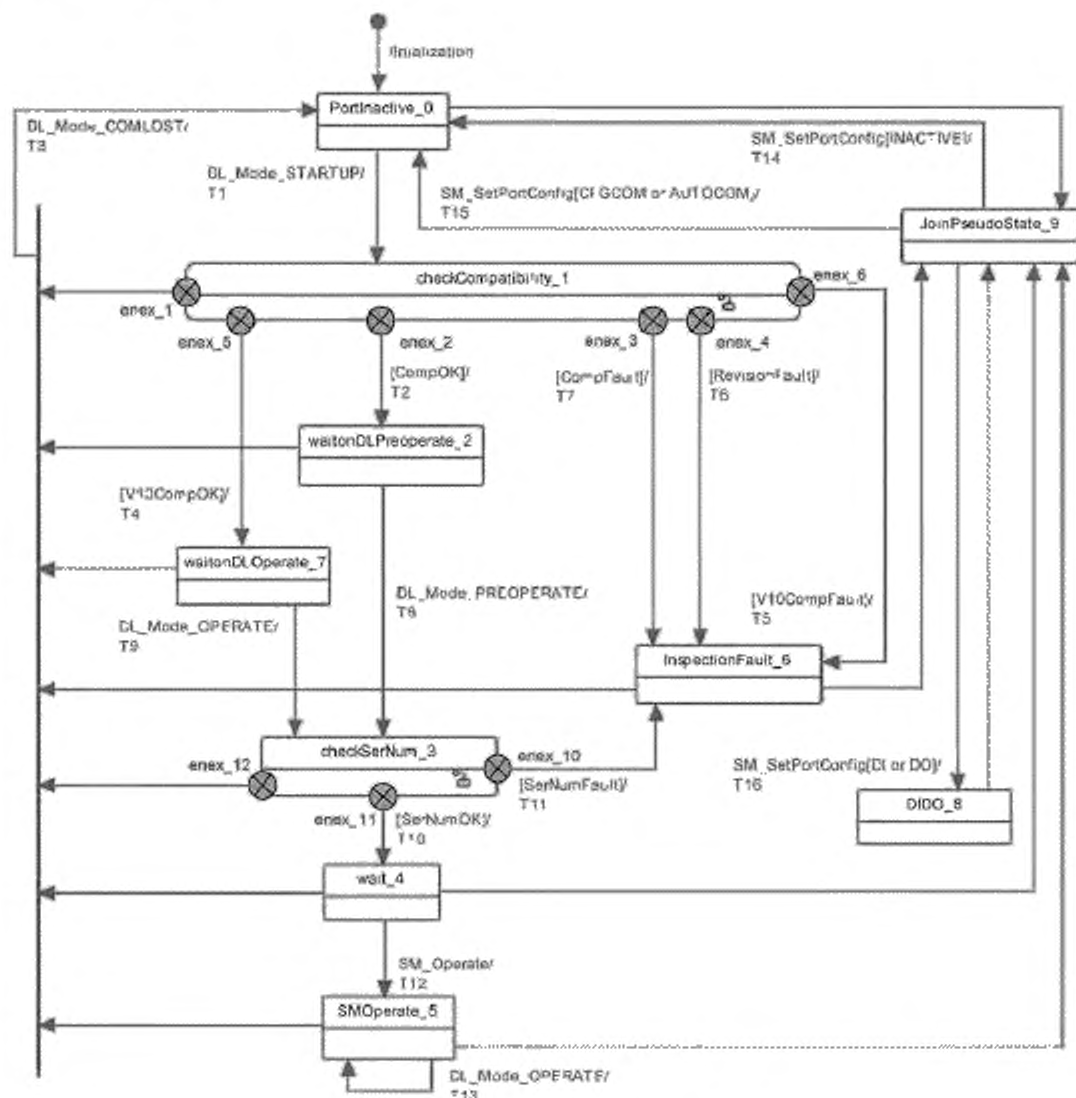 Initialization
PortInactive_0
DL_Mode_COMLOST/
T3
SM_SetPortConfig[INACTIVE]/
T14
DL_Mode_STARTUP/
T1
SM_SetPortConfig[CFGCOM or AUTOCOM]/
T15
JoinPseudoState_9
checkCompatibility_1
enex_6
enex_1
enex_5
enex_2
enex_3
enex_4
[CompOK]/
T2
[CompFault]/
T7
[RevisionFault]/
T6
waitonDLPreoperate_2
[V10CompOK]/
T4
waitonDLOperate_7
DL_Mode_PREOPERATE/
T8
[V10CompFault]/
T5
DL_Mode_OPERATE/
T9
InspectionFault_6
checkSerNum_3
enex_10
enex_12
[SerNumFault]/
T11
SM_SetPortConfig[DI or DO]/
T16
DIDO_8
enex_11
[SerNumOK]/
T10
wait_4
SM_Operate/
T12
SMOperate_5
DL_Mode_OPERATE/
T13